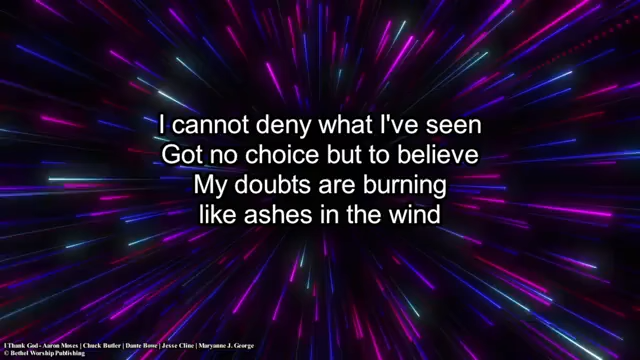 I cannot deny what I've seen
Got no choice but to believe
My doubts are burning
like ashes in the wind
I Thank God - Aaron Moses | Chuck Butler | Dante Bowe | Jesse Cline | Maryanne J. George
© Bethel Worship Publishing